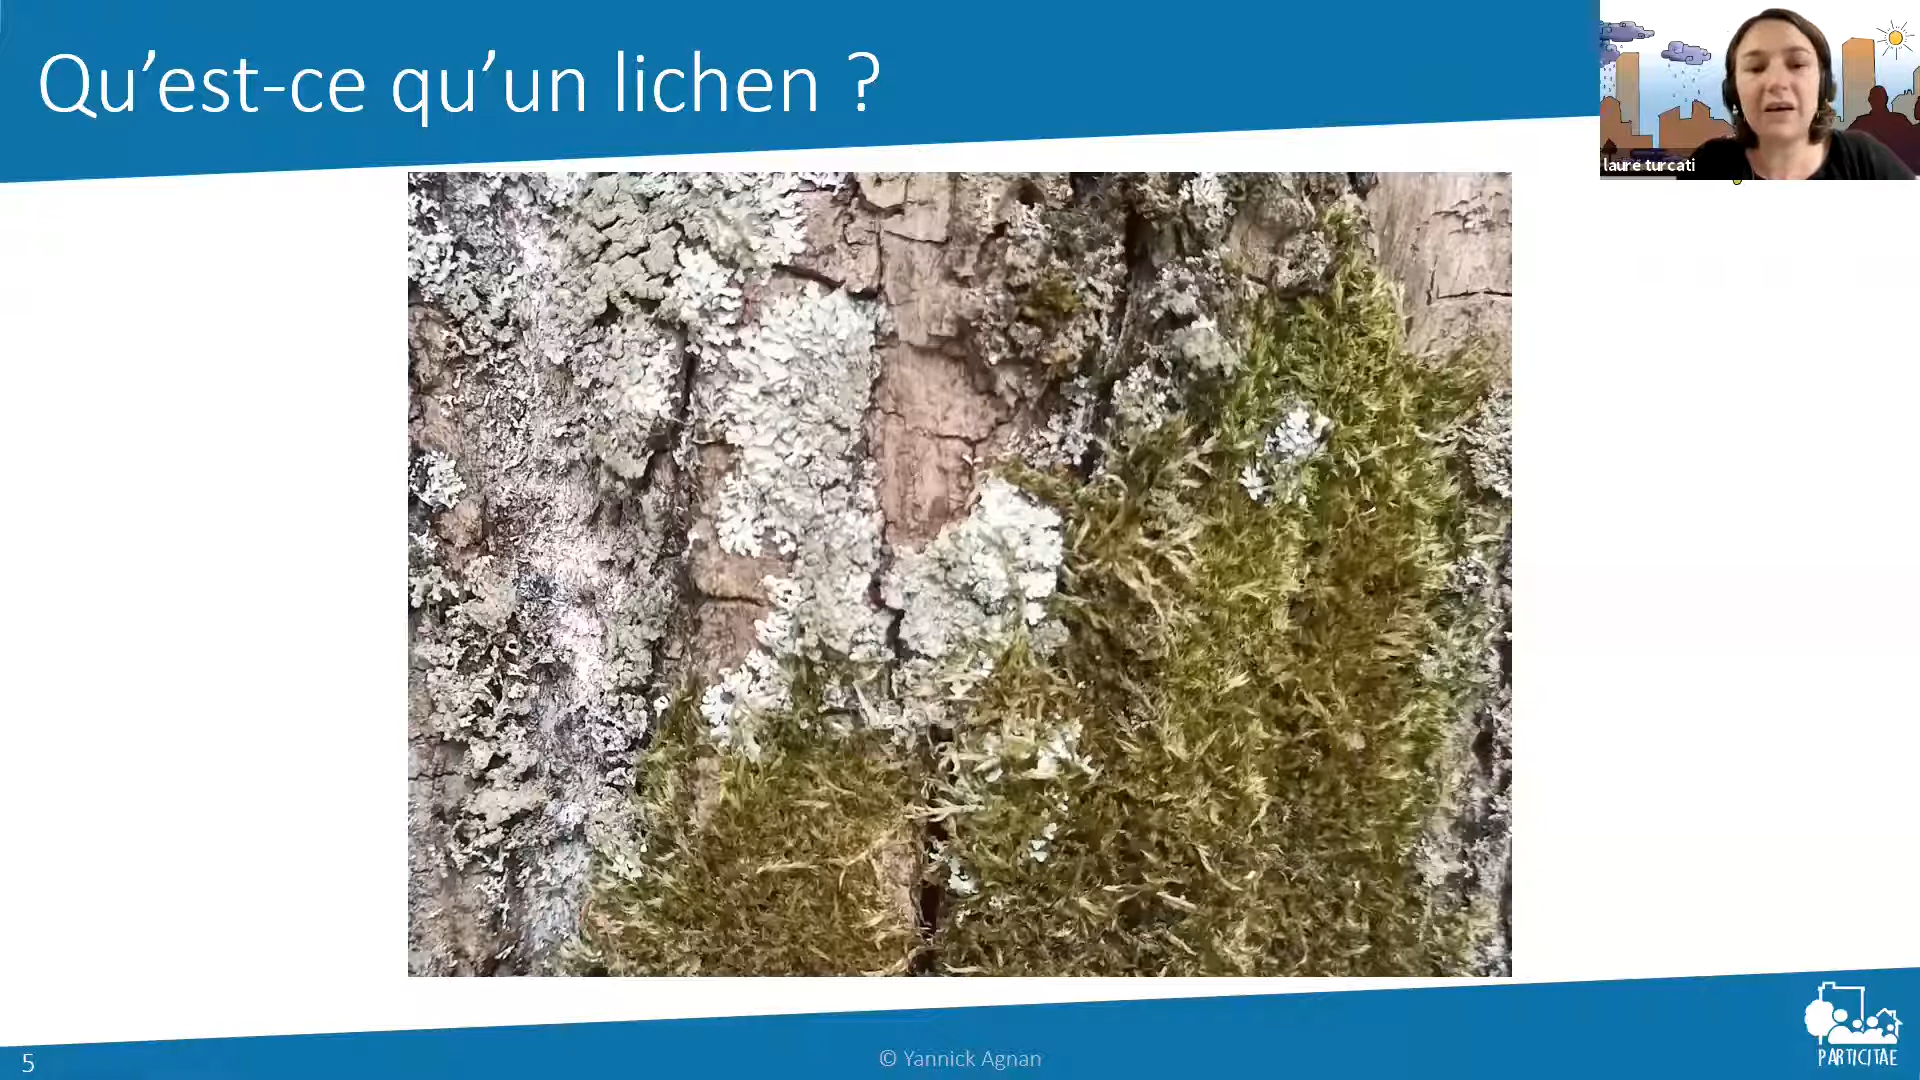 Qu’est-ce qu’un lichen ?
laure turcati
5
© Yannick Agnan
PARTICITAE